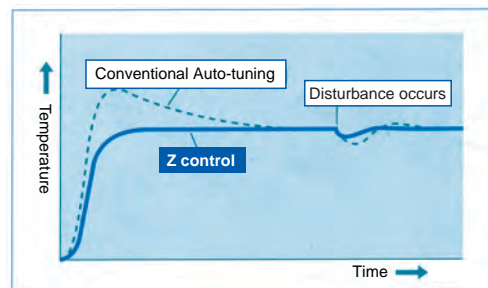 Conventional Auto-tuning
Disturbance occurs
Temperature
Z control
Time